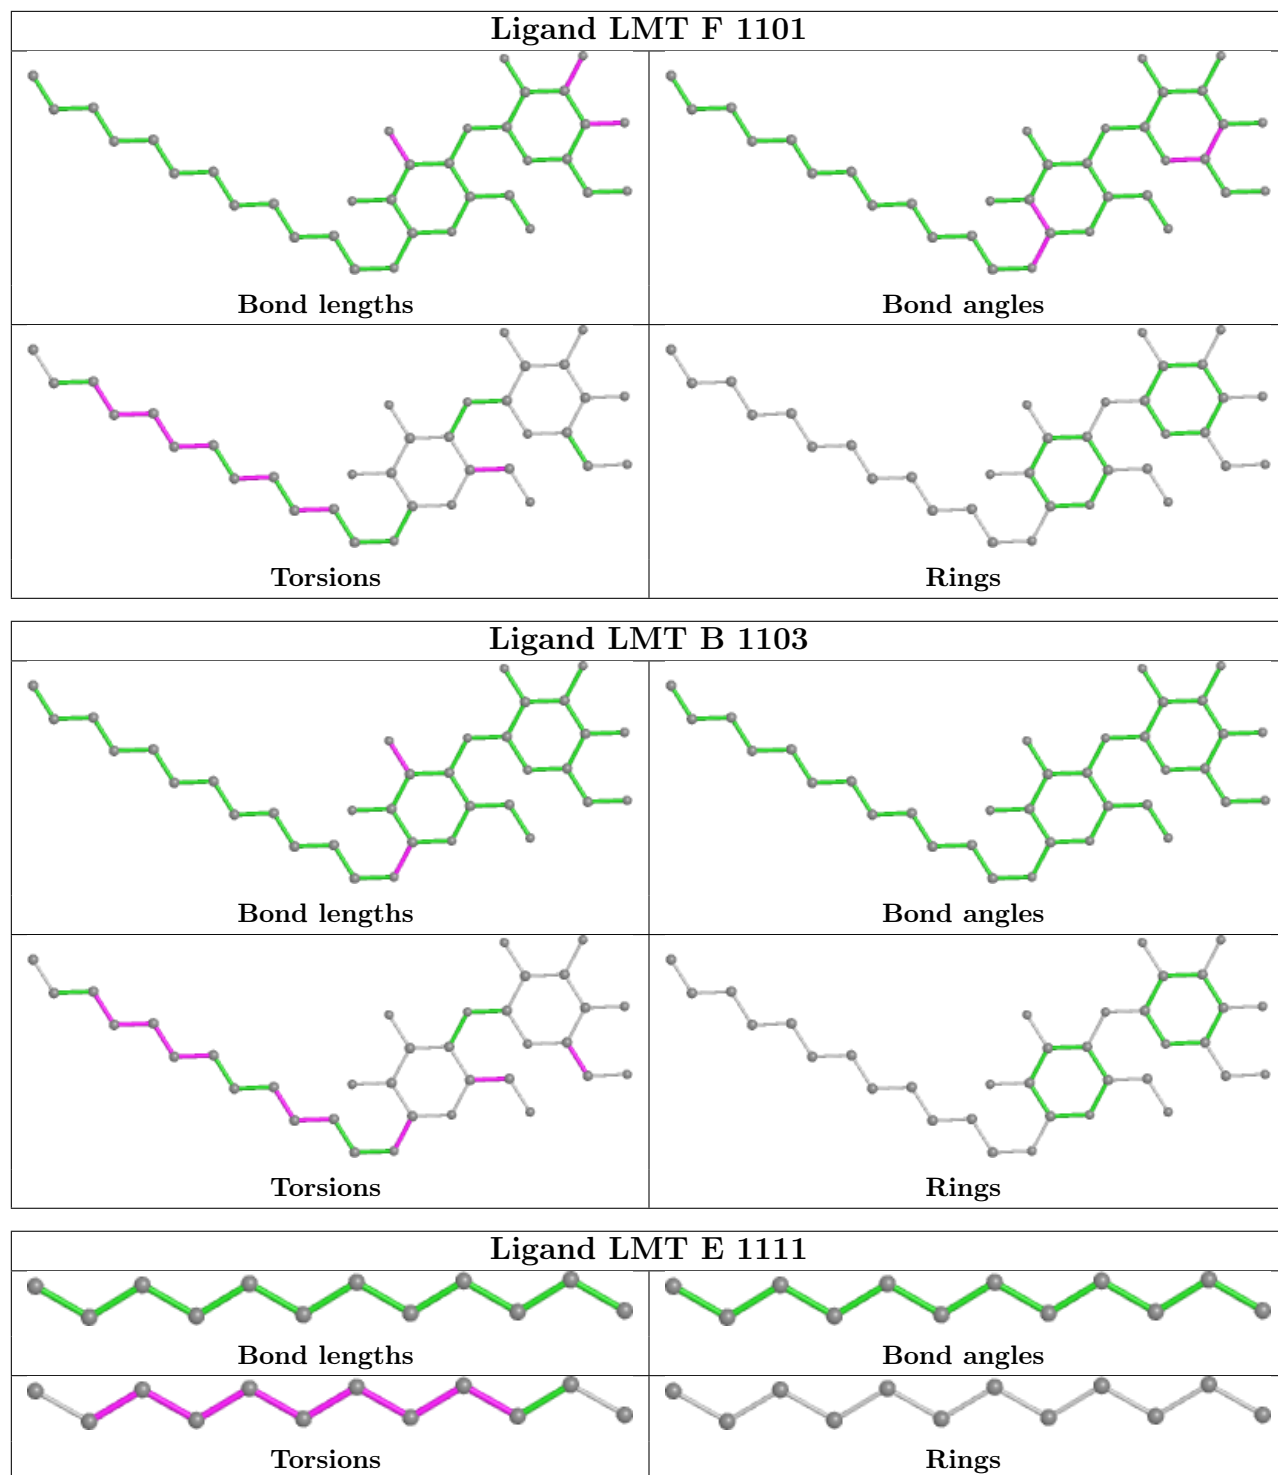 Ligand LMT F 1101
Bond lengths
Bond angles
Torsions
Rings
Ligand LMT B 1103
Bond lengths
Bond angles
Torsions
Rings
Ligand LMT E 1111
Bond lengths
Bond angles
Torsions
Rings